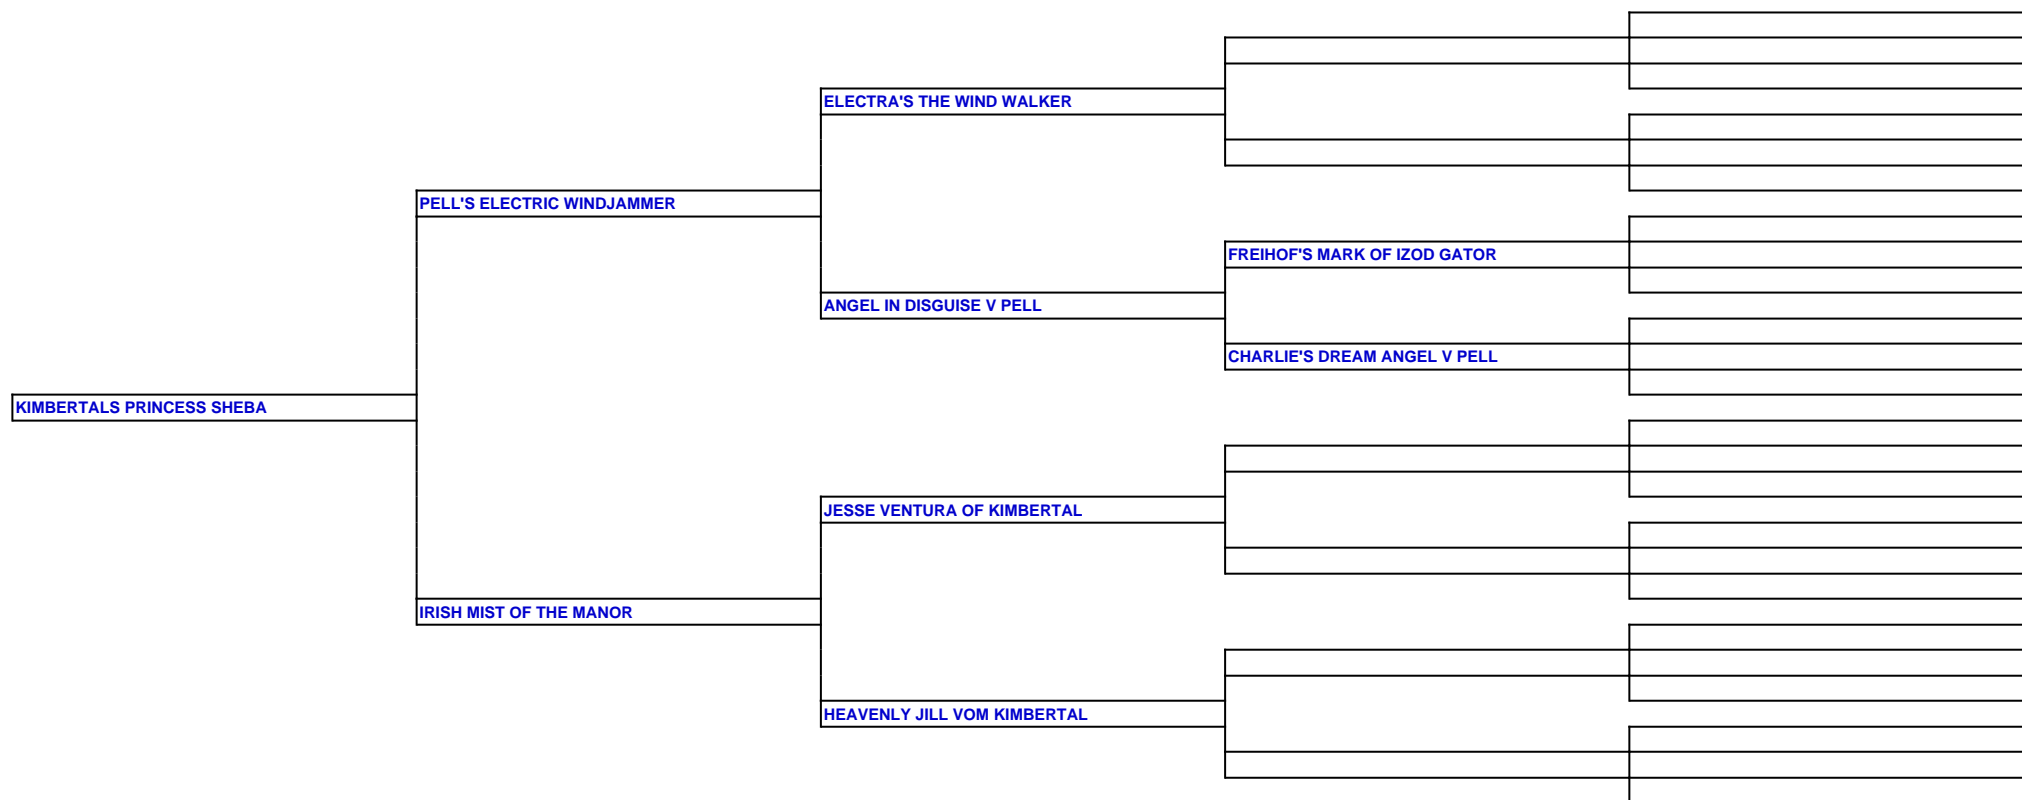 ELECTRA'S THE WIND WALKER
PELL'S ELECTRIC WINDJAMMER
FREIHOF'S MARK OF IZOD GATOR
ANGEL IN DISGUISE V PELL
CHARLIE'S DREAM ANGEL V PELL
KIMBERTALS PRINCESS SHEBA
JESSE VENTURA OF KIMBERTAL
IRISH MIST OF THE MANOR
HEAVENLY JILL VOM KIMBERTAL